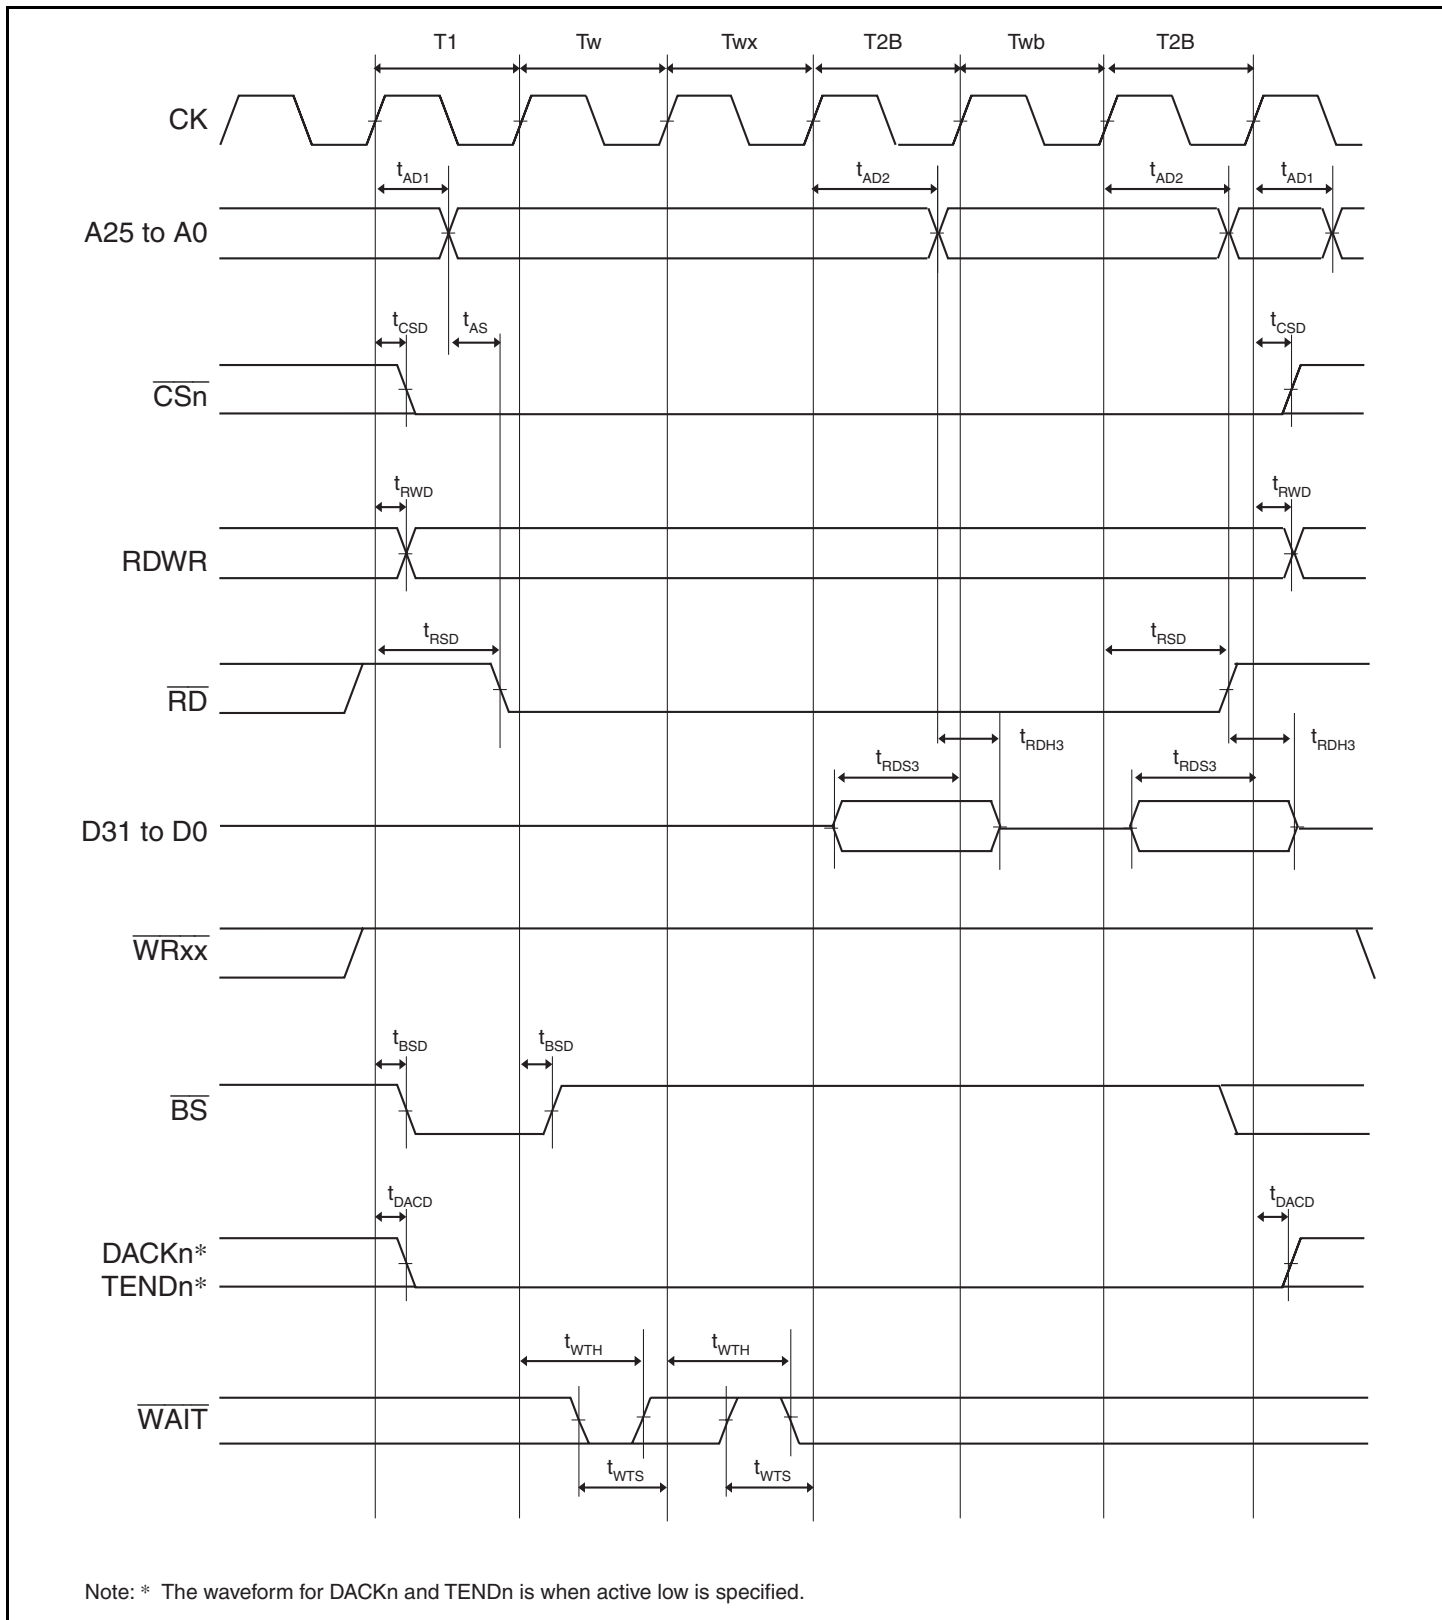 T1 Tw Twx T2B Twb T2B
CK
tAD1 tAD2 tAD2 tAD1
A25 to A0
tCSD tAS tCSD
CSn
tRWD tRWD
RDWR
tRSD tRSD
RD
tRDH3 tRDH3
tRDS3 tRDS3
D31 to D0
WRxx
tBSD tBSD
BS
tDACD tDACD
DACKn*
TENDn*
tWTH tWTH
WAIT
tWTS tWTS
Note: * The waveform for DACKn and TENDn is when active low is specified.